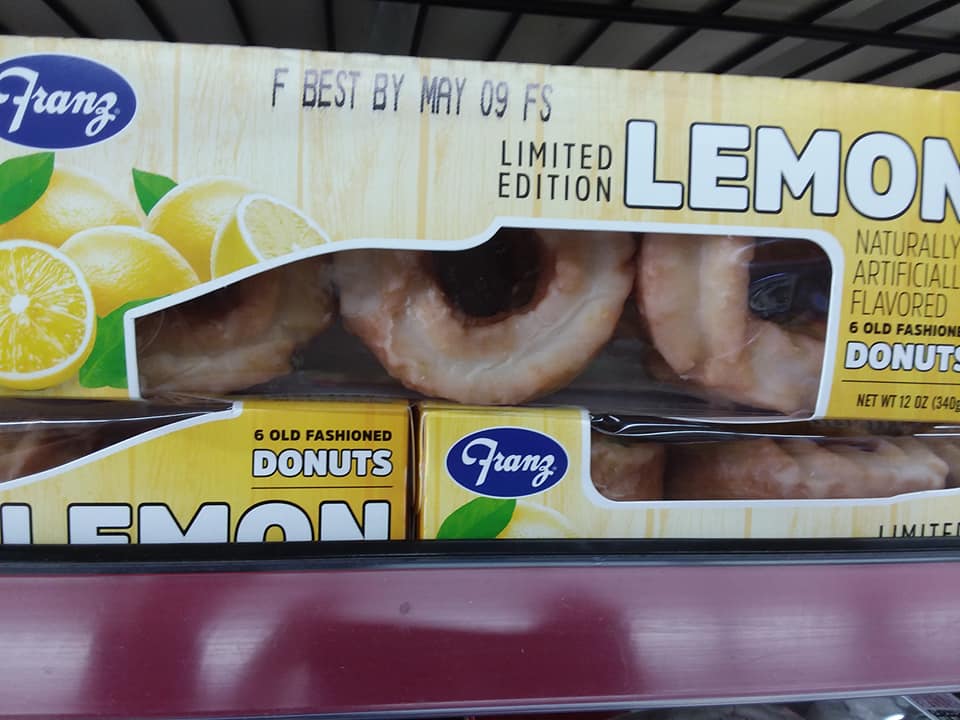 Franz
F BEST BY MAY 09 FS
LIMITED
EDITION
LEMON
NATURALLY
ARTIFICIALL
FLAVORED
6 OLD FASHIONE
DONUTS
NET WT 12 OZ (340g
6 OLD FASHIONED
DONUTS
LEMON
Franz
LIMITED